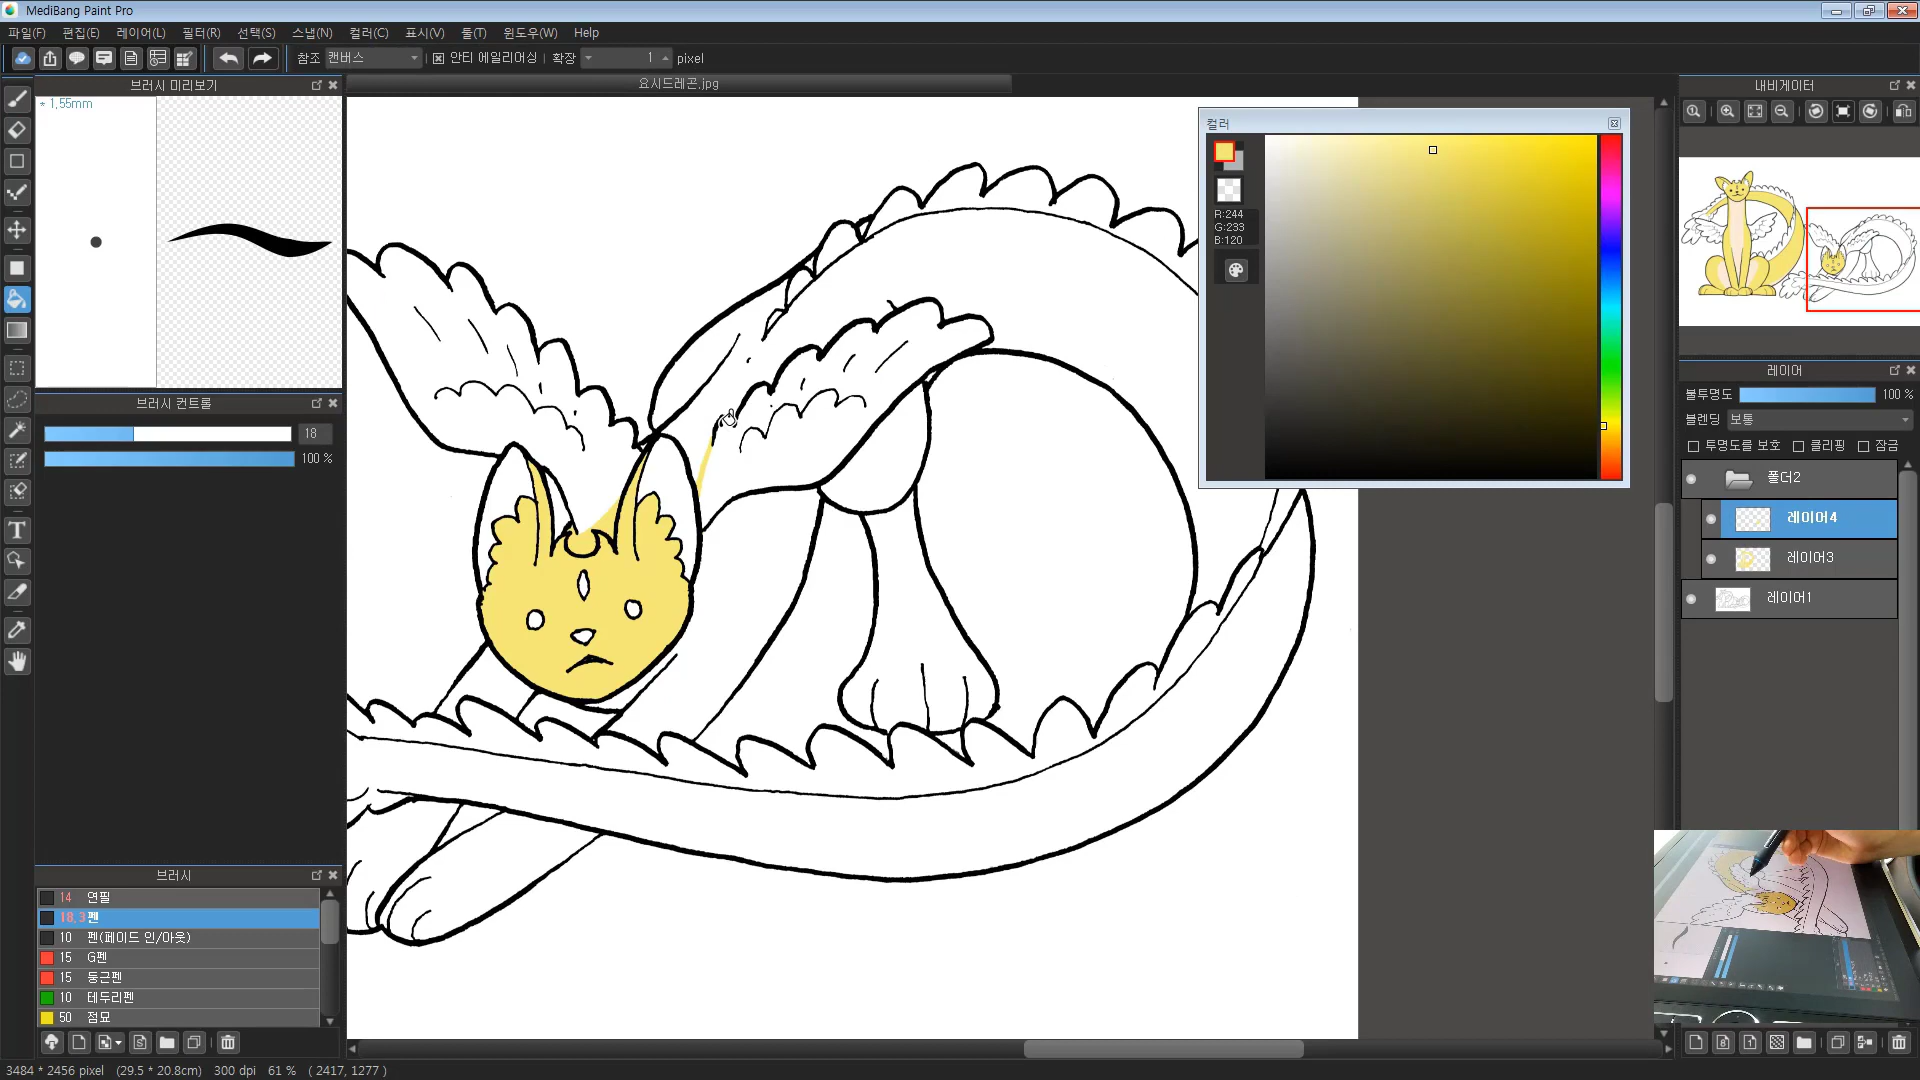 MediBang Paint Pro
파일(F) 편집(E) 레이어(L) 필터(R) 선택(S) 스냅(N) 컬러(C) 표시(V) 툴(T) 윈도우(W) Help
참조 캔버스 안티 에일리어싱 확장 1 pixel
브러시 미리보기
요시드레곤.jpg
내비게이터
* 1.55mm
컬러
R:244
G:233
B:120
레이어
불투명도 100 %
블렌딩 보통
투명도를 보호 클리핑 잠금
브러시 컨트롤
18
100 %
폴더2
레이어4
레이어3
레이어1
브러시
14 연필
18.3 펜
10 펜(페이드 인/아웃)
15 G펜
15 둥근펜
10 테두리펜
50 점묘
3484 * 2456 pixel (29.5 * 20.8cm) 300 dpi 61 % ( 2417, 1277 )